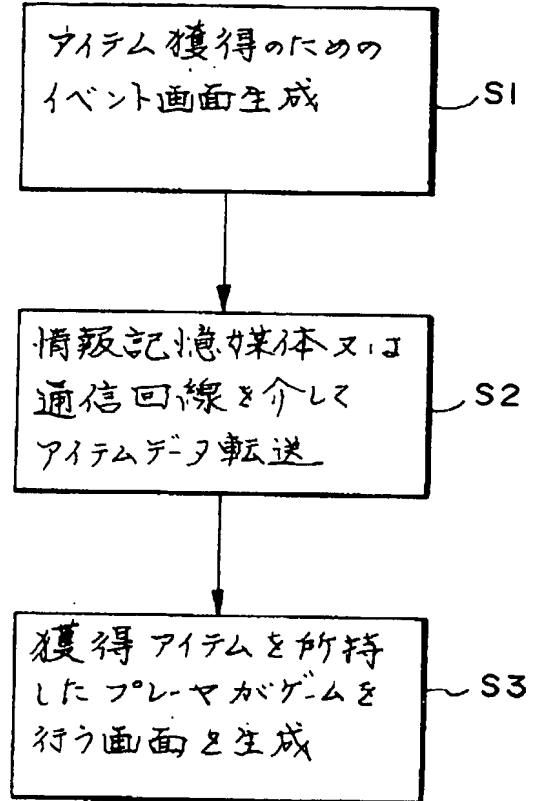 アイテム獲得のための
イベント画面生成
S1
情報記憶媒体又は
通信回線を介して
アイテムデータ転送
S2
獲得アイテムを所持
したプレーヤがゲームを
行う画面を生成
S3